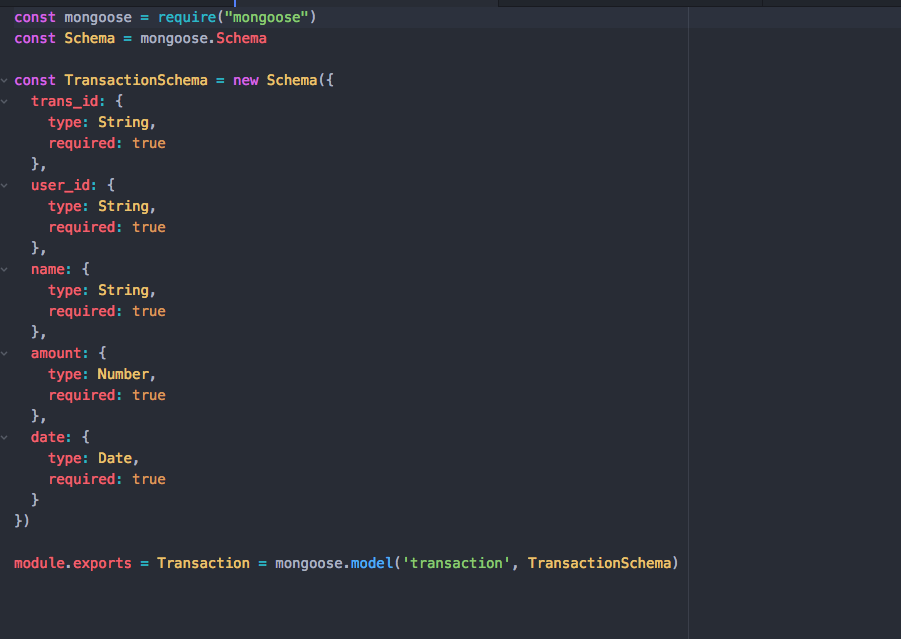 const mongoose = require("mongoose")
const Schema = mongoose.Schema
const TransactionSchema = new Schema({
trans_id: {
type: String,
required: true
},
user_id: {
type: String,
required: true
},
name: {
type: String,
required: true
},
amount: {
type: Number,
required: true
},
date: {
type: Date,
required: true
}
})
module.exports = Transaction = mongoose.model('transaction', TransactionSchema)